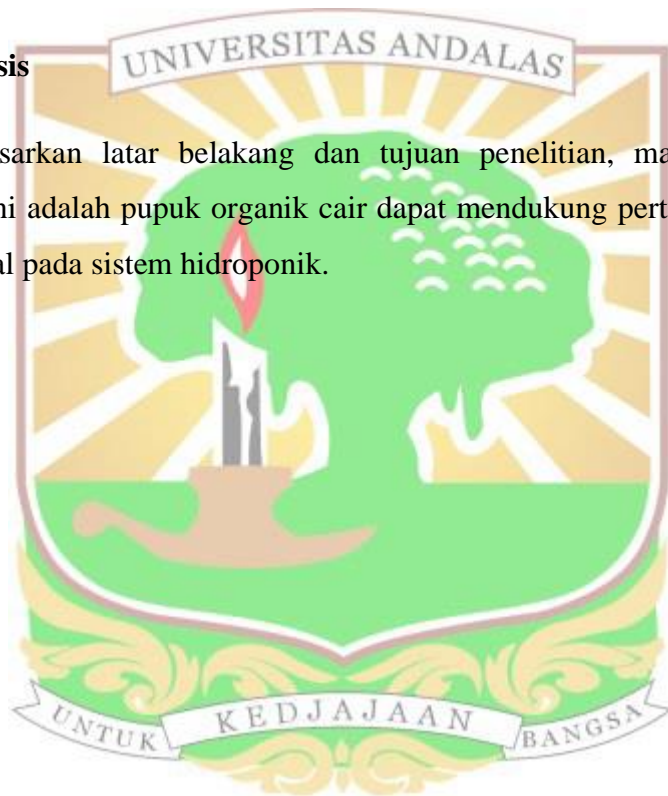 UNIVERSITAS ANDALAS
sis
sarkan latar belakang dan tujuan penelitian, ma
ni adalah pupuk organik cair dapat mendukung pert
al pada sistem hidroponik.
UNTUK KEDJAJAAN BANGSA